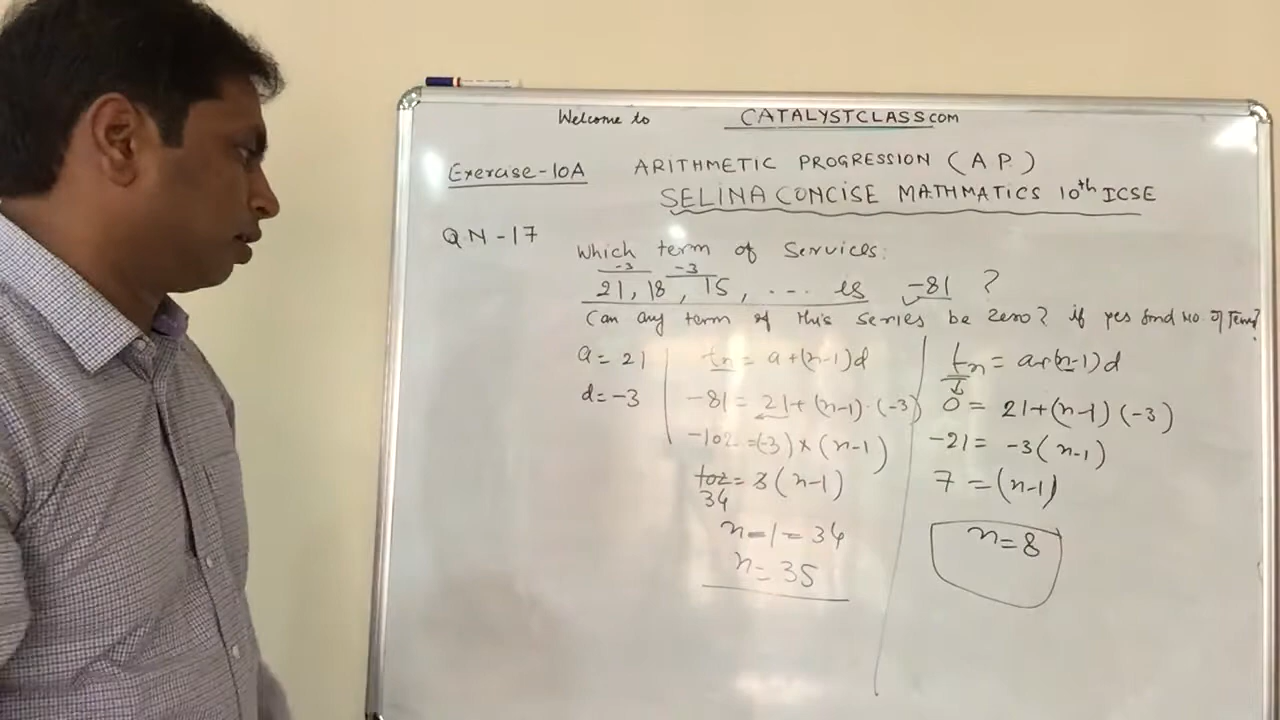 Welcome to CATALYSTCLASS.COM
Exercise-10A ARITHMETIC PROGRESSION (A P.)
SELINA CONCISE MATHMATICS 10th ICSE
QN-17
Which term of Services:
-3 -3
21, 18, 15, .... is -81 ?
Can any term of this series be zero? if yes find no of Term?
a = 21
d = -3
tn = a+(n-1)d
-81 = 21+(n-1)·(-3)
-102 = (-3)×(n-1)
102 = 3(n-1)
34
n-1 = 34
n = 35
tn = a+(n-1)d
0 = 21+(n-1)(-3)
-21 = -3(n-1)
7 = (n-1)
n = 8